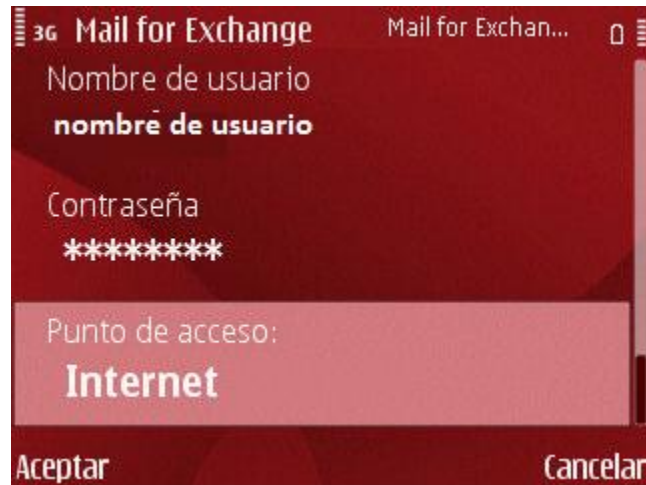 3G Mail for Exchange Mail for Exchan...
Nombre de usuario
nombre de usuario
Contraseña
********
Punto de acceso:
Internet
Aceptar Cancelar